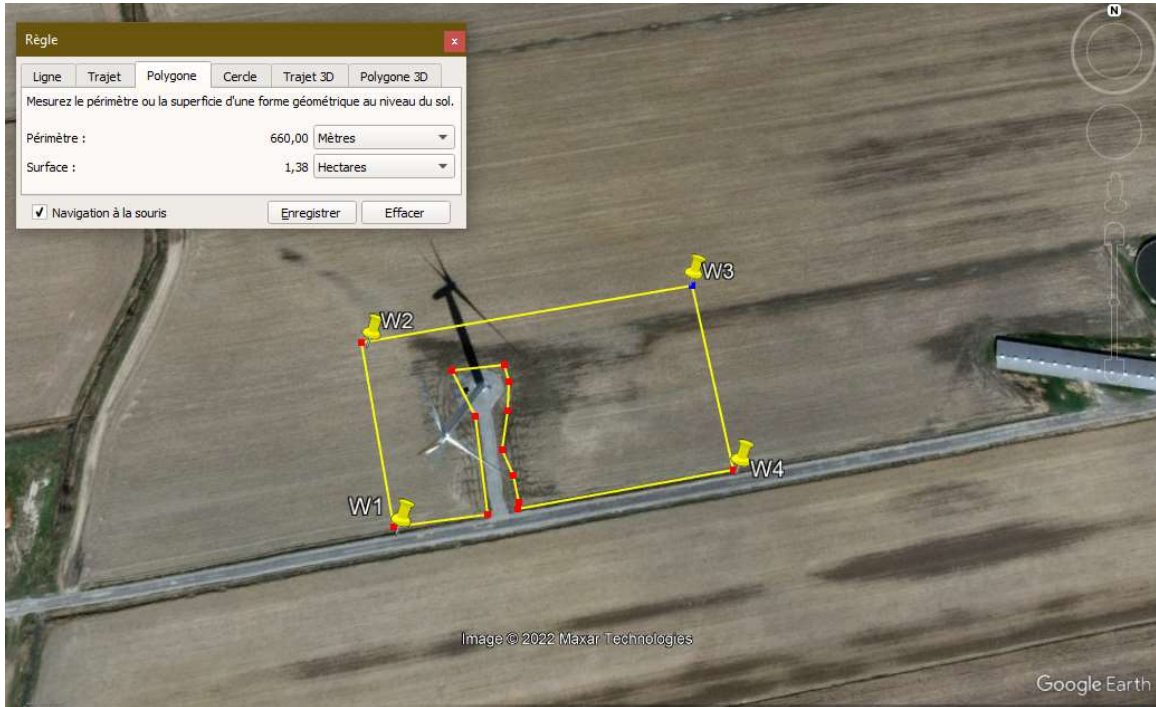 Règle
x
Ligne Trajet Polygone Cercle Trajet 3D Polygone 3D
Mesurez le périmètre ou la superficie d'une forme géométrique au niveau du sol.
Périmètre : 660,00 Mètres
Surface : 1,38 Hectares
Navigation à la souris Enregistrer Effacer
N
W3
W2
W4
W1
Image © 2022 Maxar Technologies
Google Earth